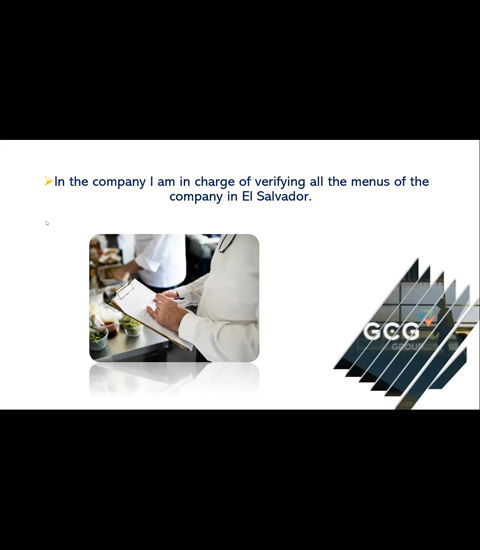 In the company I am in charge of verifying all the menus of the
company in El Salvador.
GCG
GROUP